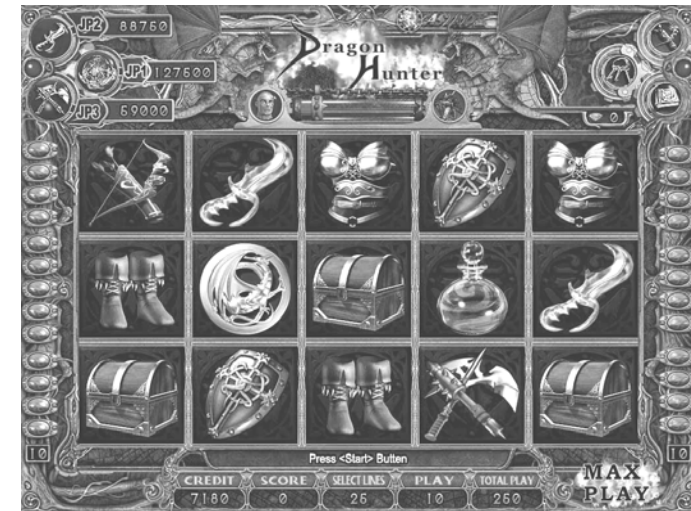 JP2 88750
JP1 127500
JP3 59000
Dragon
Hunter
0
10
10
Press <Start> Butten
CREDIT SCORE SELECT LINES PLAY TOTAL PLAY
7180 0 25 10 250
MAX
PLAY